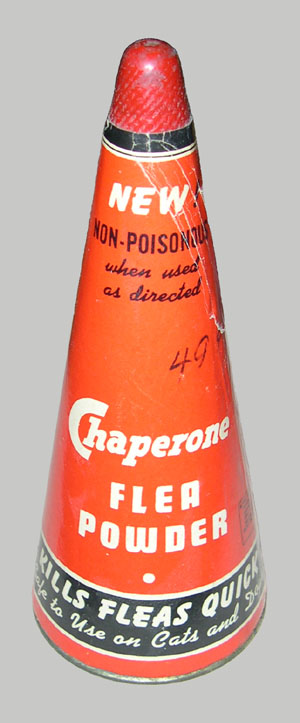 NEW!
NON-POISONOUS
when used
as directed
49
Chaperone
FLEA
POWDER
KILLS FLEAS QUICK
to Use on Cats and